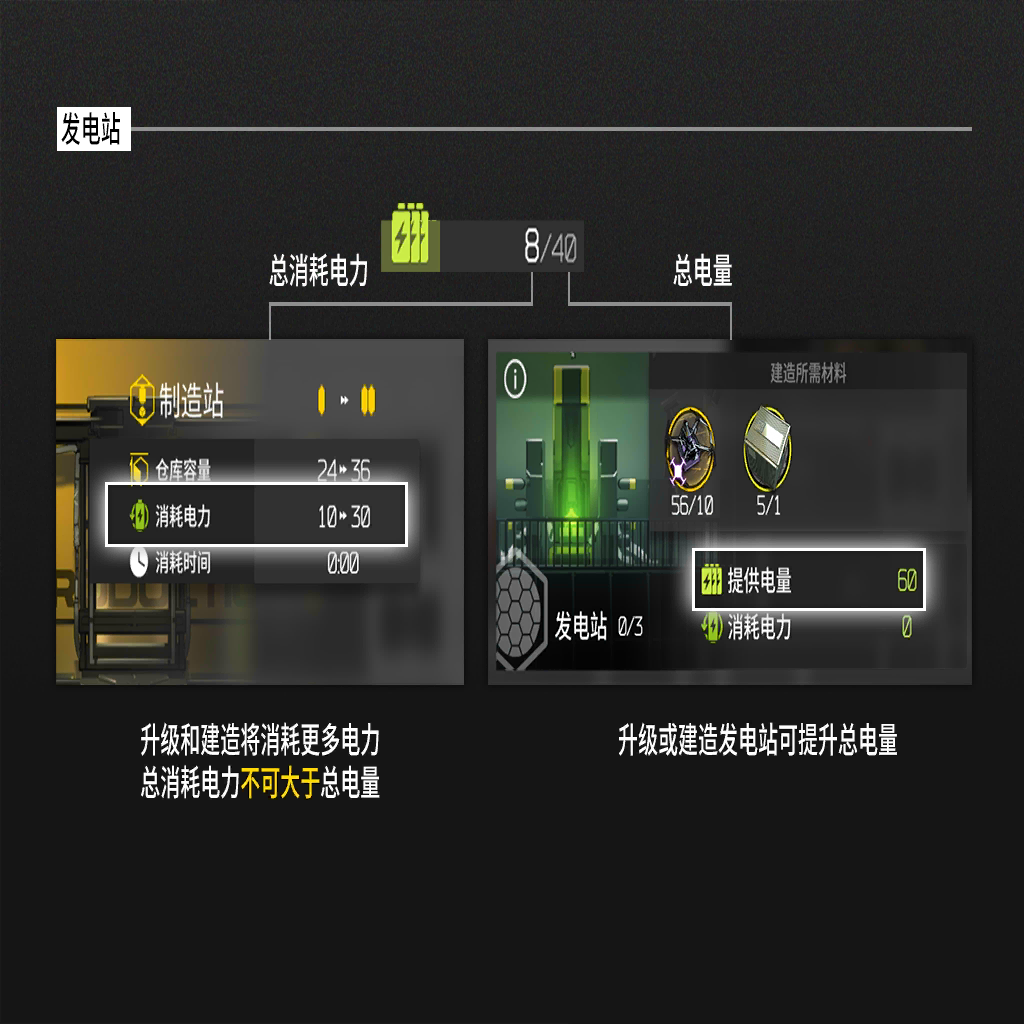 发电站
8/40
总消耗电力
总电量
制造站
仓库容量 24 36
消耗电力 10 30
消耗时间 0:00
建造所需材料
56/10 5/1
提供电量 60
发电站 0/3
消耗电力 0
升级和建造将消耗更多电力
总消耗电力不可大于总电量
升级或建造发电站可提升总电量